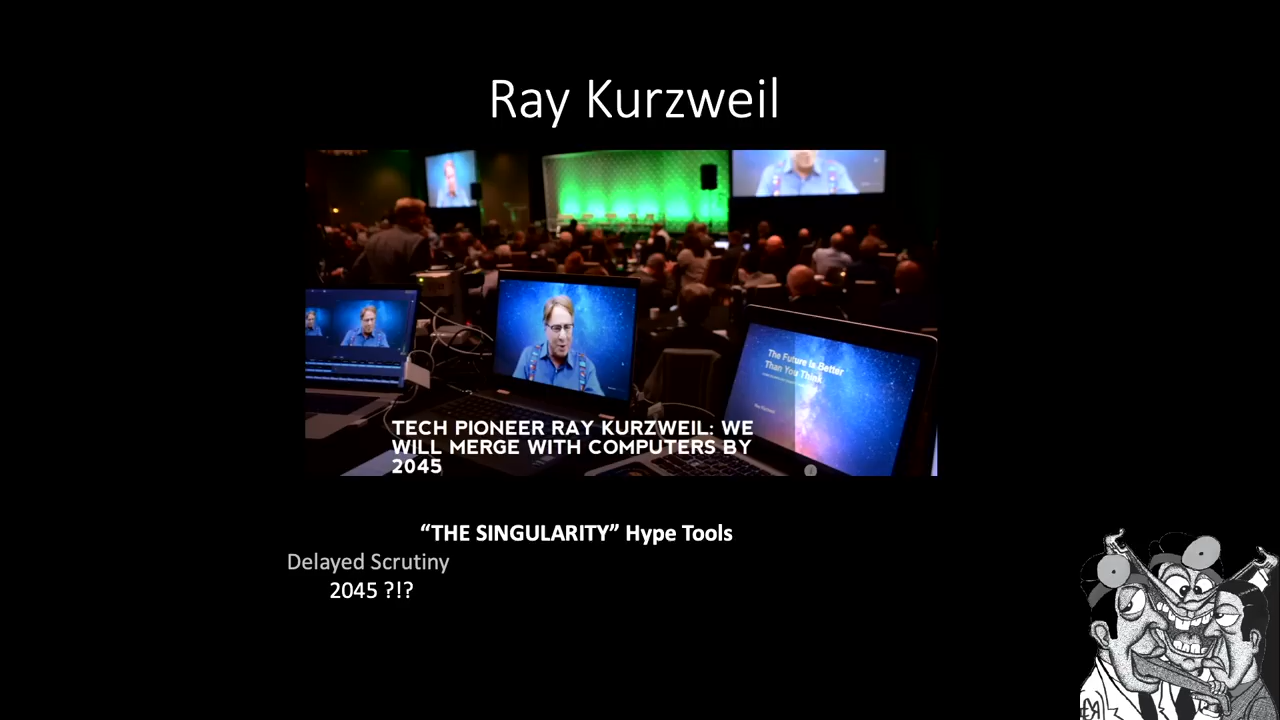 Ray Kurzweil
The Future Is Better
Than You Think
TECH PIONEER RAY KURZWEIL: WE
WILL MERGE WITH COMPUTERS BY
2045
“THE SINGULARITY” Hype Tools
Delayed Scrutiny
2045 ?!?